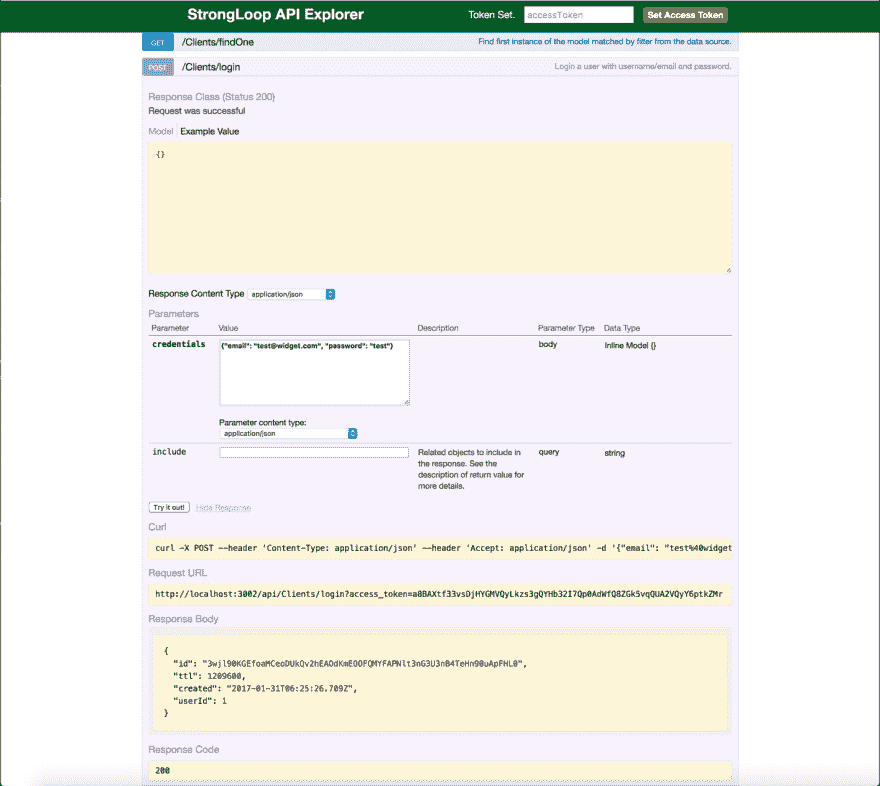 StrongLoop API Explorer
Token Set. accessToken Set Access Token
GET /Clients/findOne Find first instance of the model matched by filter from the data source.
POST /Clients/login Login a user with username/email and password.
Response Class (Status 200)
Request was successful
Model Example Value
{}
Response Content Type application/json
Parameters
Parameter Value Description Parameter Type Data Type
credentials {"email": "test@widget.com", "password": "test"} body Inline Model {}
Parameter content type:
application/json
include Related objects to include in query string
the response. See the
description of return value for
more details.
Try it out! Hide Response
Curl
curl -X POST --header 'Content-Type: application/json' --header 'Accept: application/json' -d '{"email": "test%40widget
Request URL
http://localhost:3002/api/Clients/login?access_token=
Response Body
{
"id":
"ttl": 1209600,
"created": "2017-01-31T06:25:26.709Z",
"userId": 1
}
Response Code
200